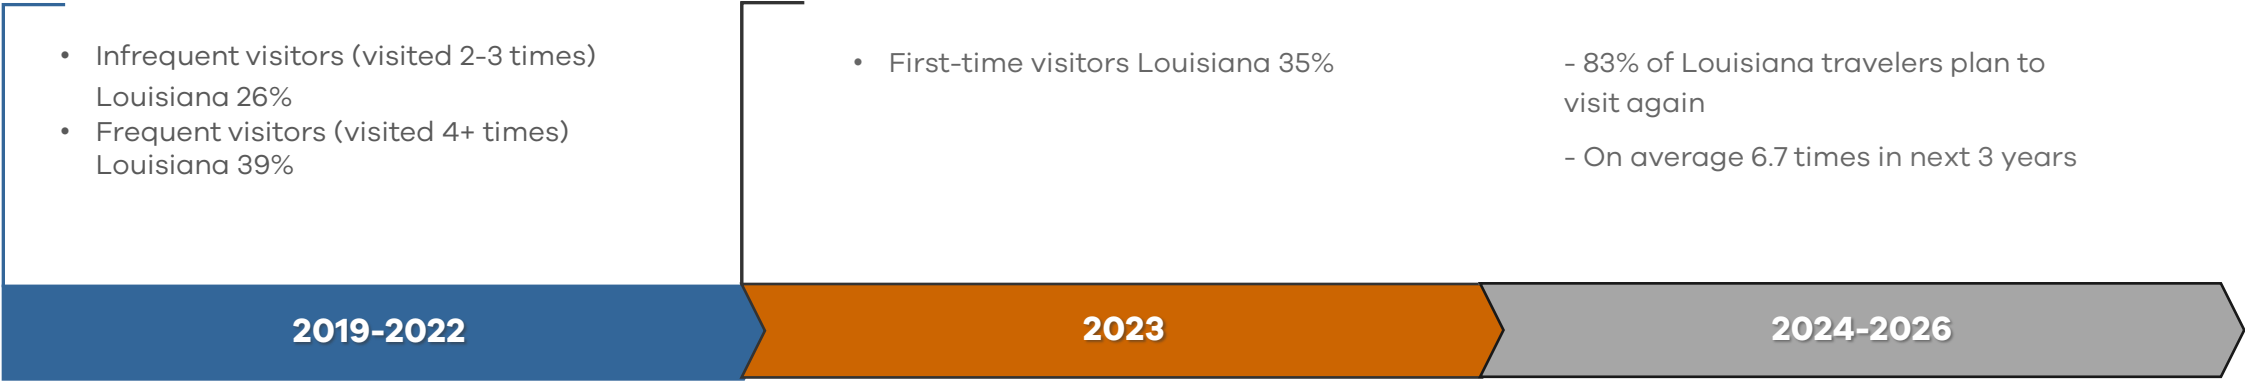 • Infrequent visitors (visited 2-3 times)
Louisiana 26%
• Frequent visitors (visited 4+ times)
Louisiana 39%
• First-time visitors Louisiana 35%
- 83% of Louisiana travelers plan to
visit again
- On average 6.7 times in next 3 years
2019-2022
2023
2024-2026